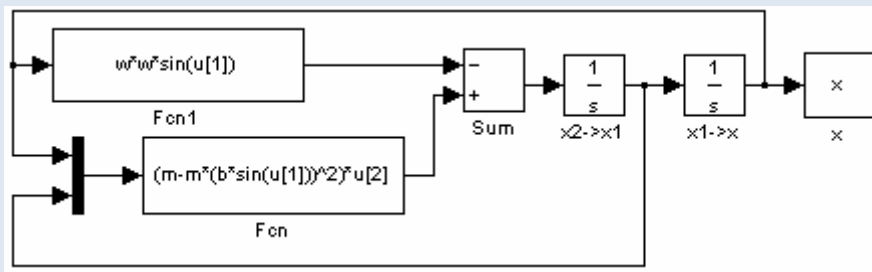 w*w*sin(u[1])
Fcn1
(m-m*(b*sin(u[1]))^2)*u[2]
Fcn
−
+
Sum
1
s
x2->x1
1
s
x1->x
x
x